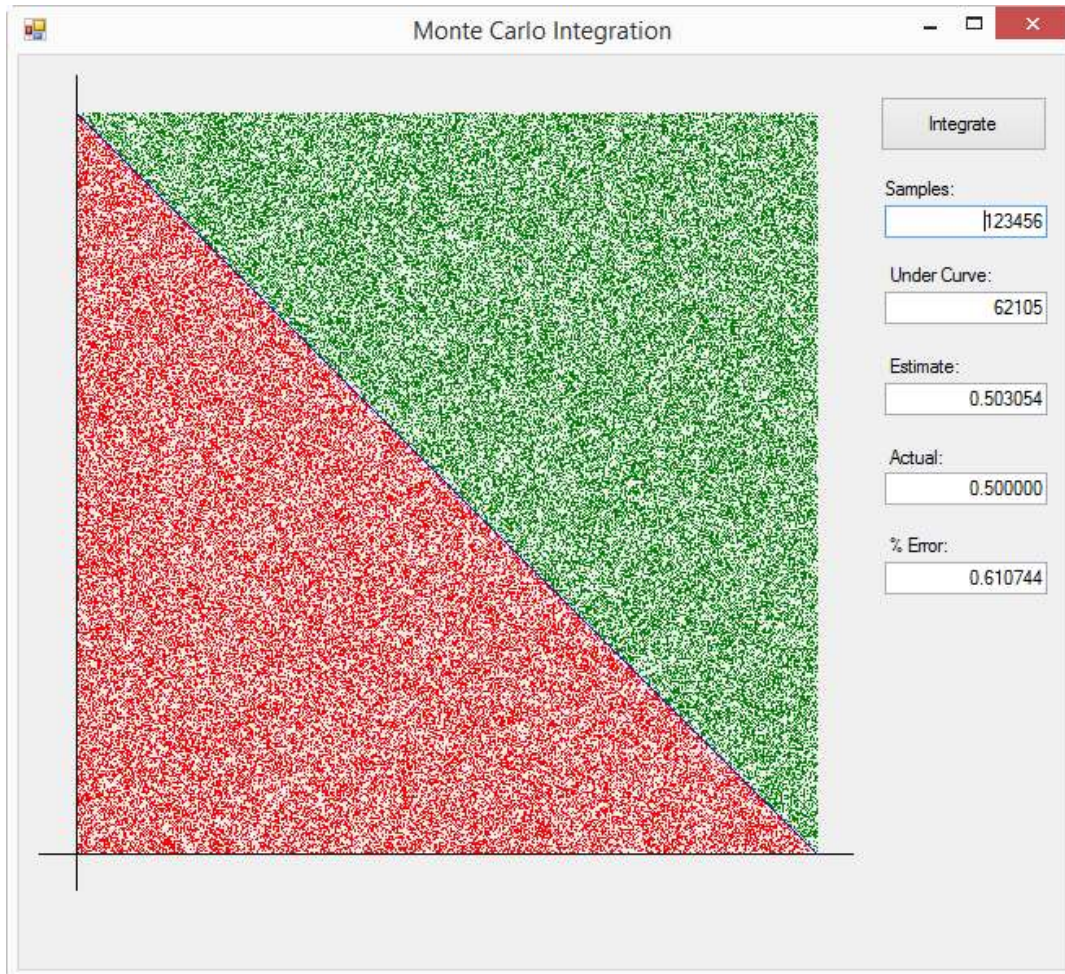 Monte Carlo Integration
Integrate
Samples:
123456
Under Curve:
62105
Estimate:
0.503054
Actual:
0.500000
% Error:
0.610744